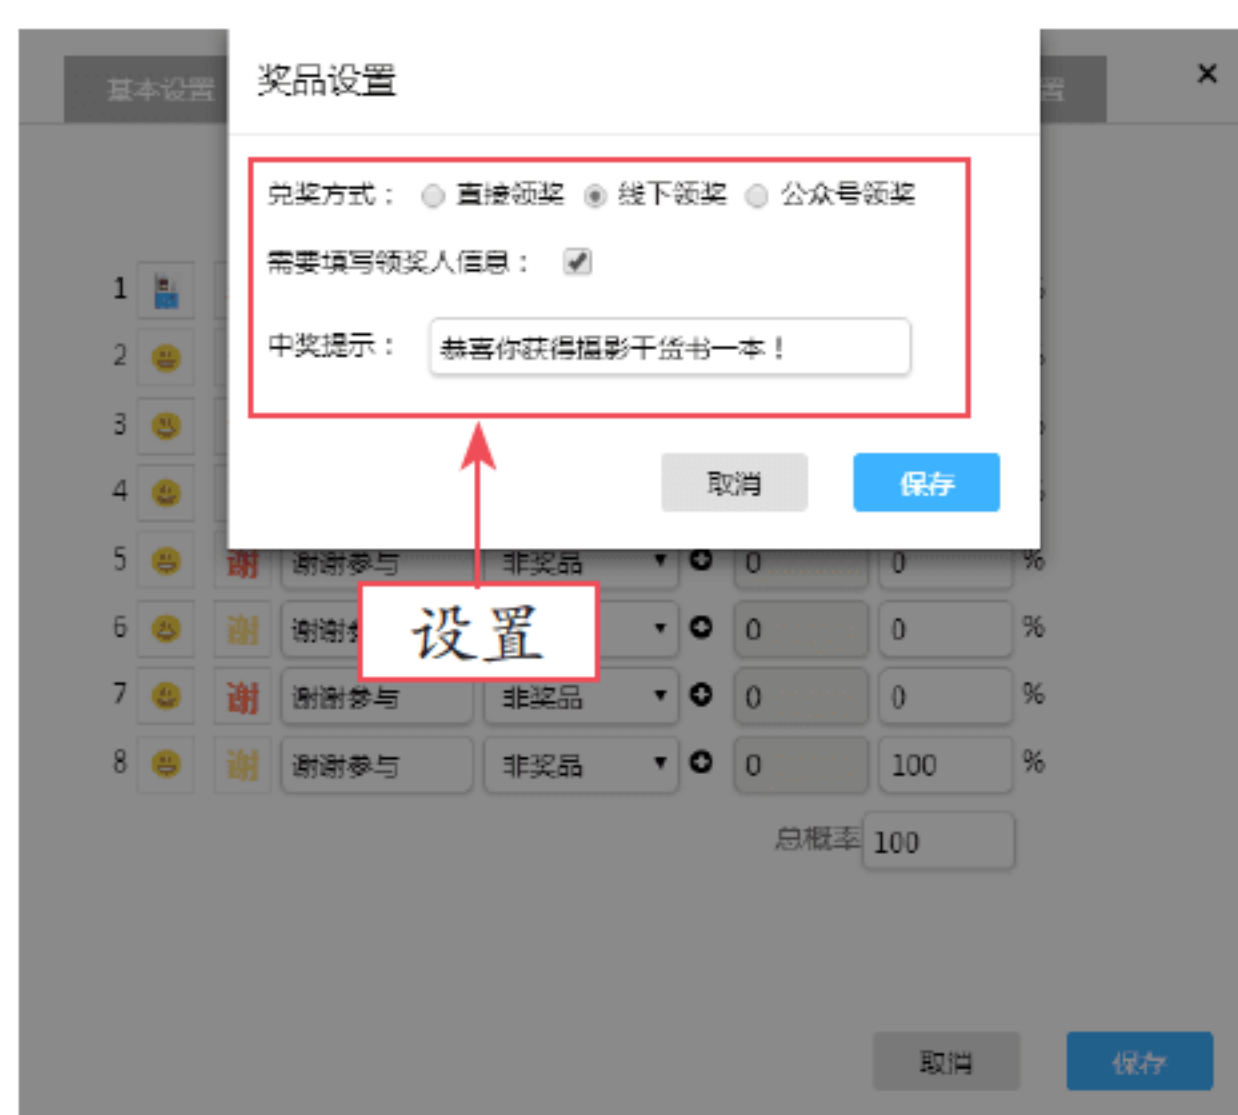 基本设置
奖品设置
置
×
兑奖方式： 直接领奖 线下领奖 公众号领奖
需要填写领奖人信息：
中奖提示： 恭喜你获得摄影干货书一本！
取消 保存
1
2
3
4
5 谢 谢谢参与 非奖品 0 0 %
6 谢 谢谢 0 0 %
设置
7 谢 谢谢参与 非奖品 0 0 %
8 谢 谢谢参与 非奖品 0 100 %
总概率 100
取消 保存